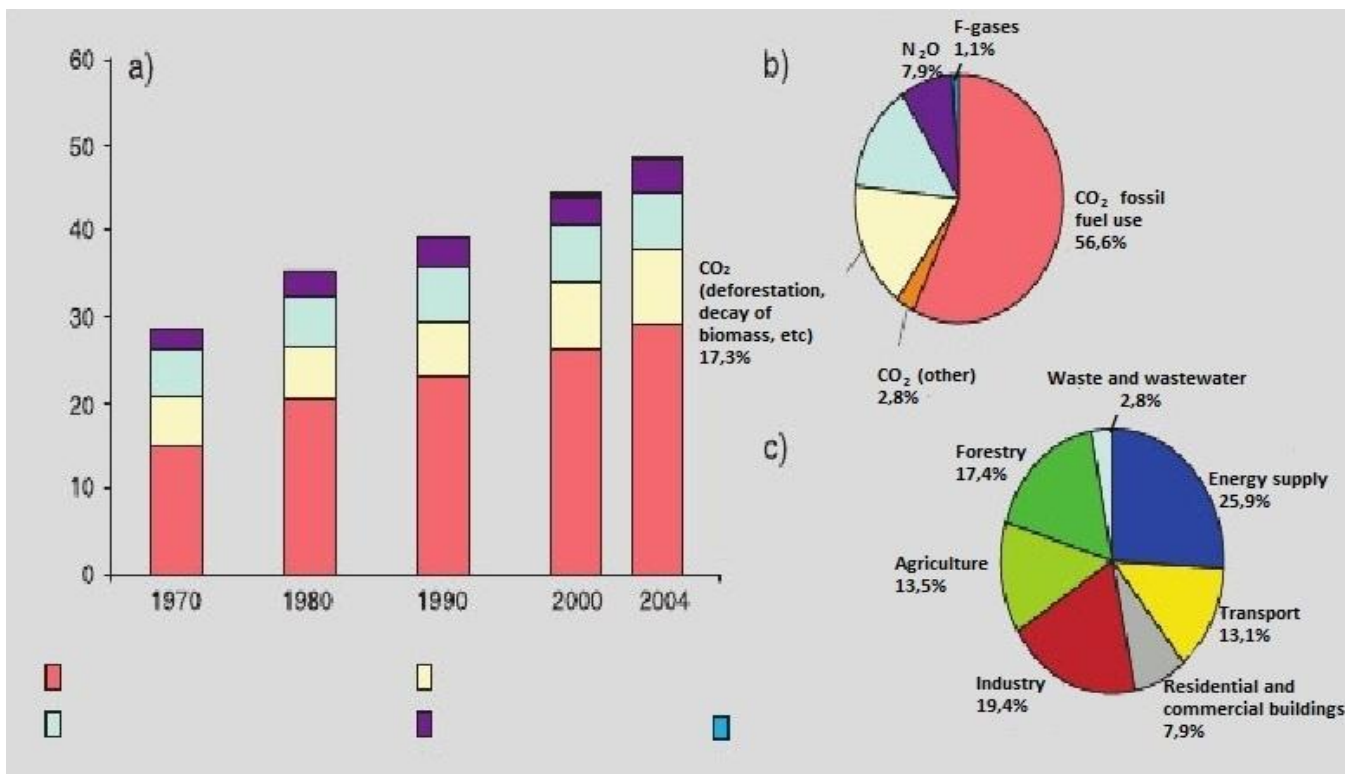 a)
60
50
40
30
20
10
0
1970 1980 1990 2000 2004
b)
F-gases
1,1%
N₂O
7,9%
CO₂ fossil
fuel use
56,6%
CO₂
(deforestation,
decay of
biomass, etc)
17,3%
CO₂ (other)
2,8%
c)
Waste and wastewater
2,8%
Forestry
17,4%
Energy supply
25,9%
Agriculture
13,5%
Transport
13,1%
Industry
19,4%
Residential and
commercial buildings
7,9%